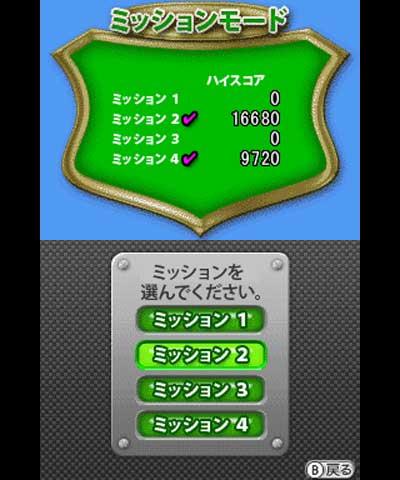 ミッションモード
ハイスコア
ミッション 1 0
ミッション 2 ✔ 16680
ミッション 3 0
ミッション 4 ✔ 9720
ミッションを
選んでください。
ミッション 1
ミッション 2
ミッション 3
ミッション 4
Ⓑ戻る